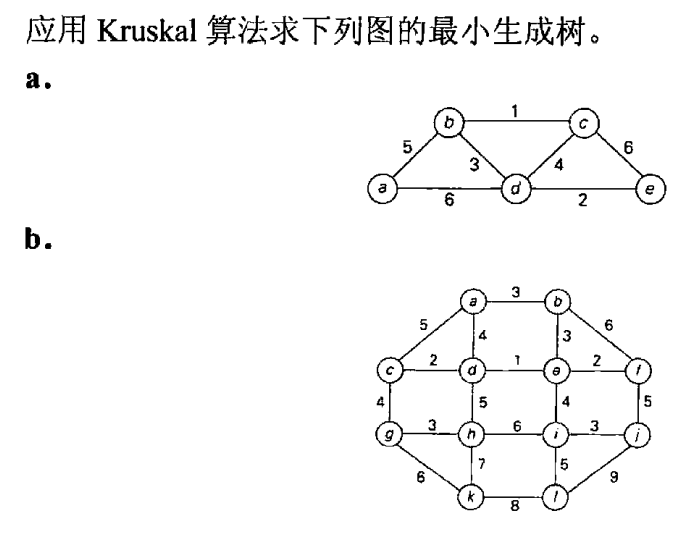 应用 Kruskal 算法求下列图的最小生成树。
a.
1
b c
5 3 4 6
a d e
6 2
b.
3
a b
5 4 3 6
2 1 2
c d e f
4 5 4 5
3 6 3
g h i j
6 7 5 9
k l
8